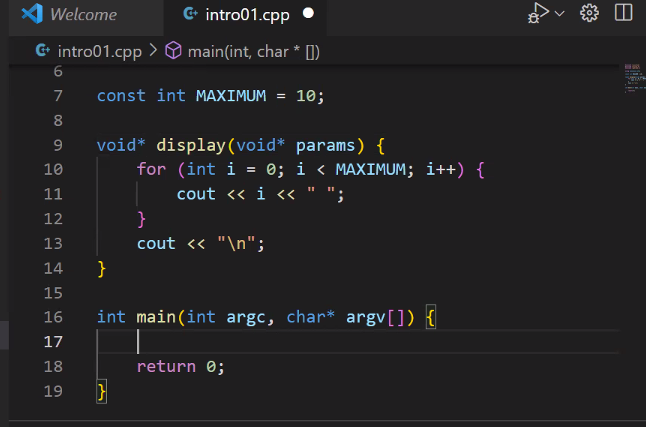 Welcome
intro01.cpp
intro01.cpp > main(int, char * [])
6
7 const int MAXIMUM = 10;
8
9 void* display(void* params) {
10     for (int i = 0; i < MAXIMUM; i++) {
11         cout << i << " ";
12     }
13     cout << "\n";
14 }
15
16 int main(int argc, char* argv[]) {
17
18     return 0;
19 }